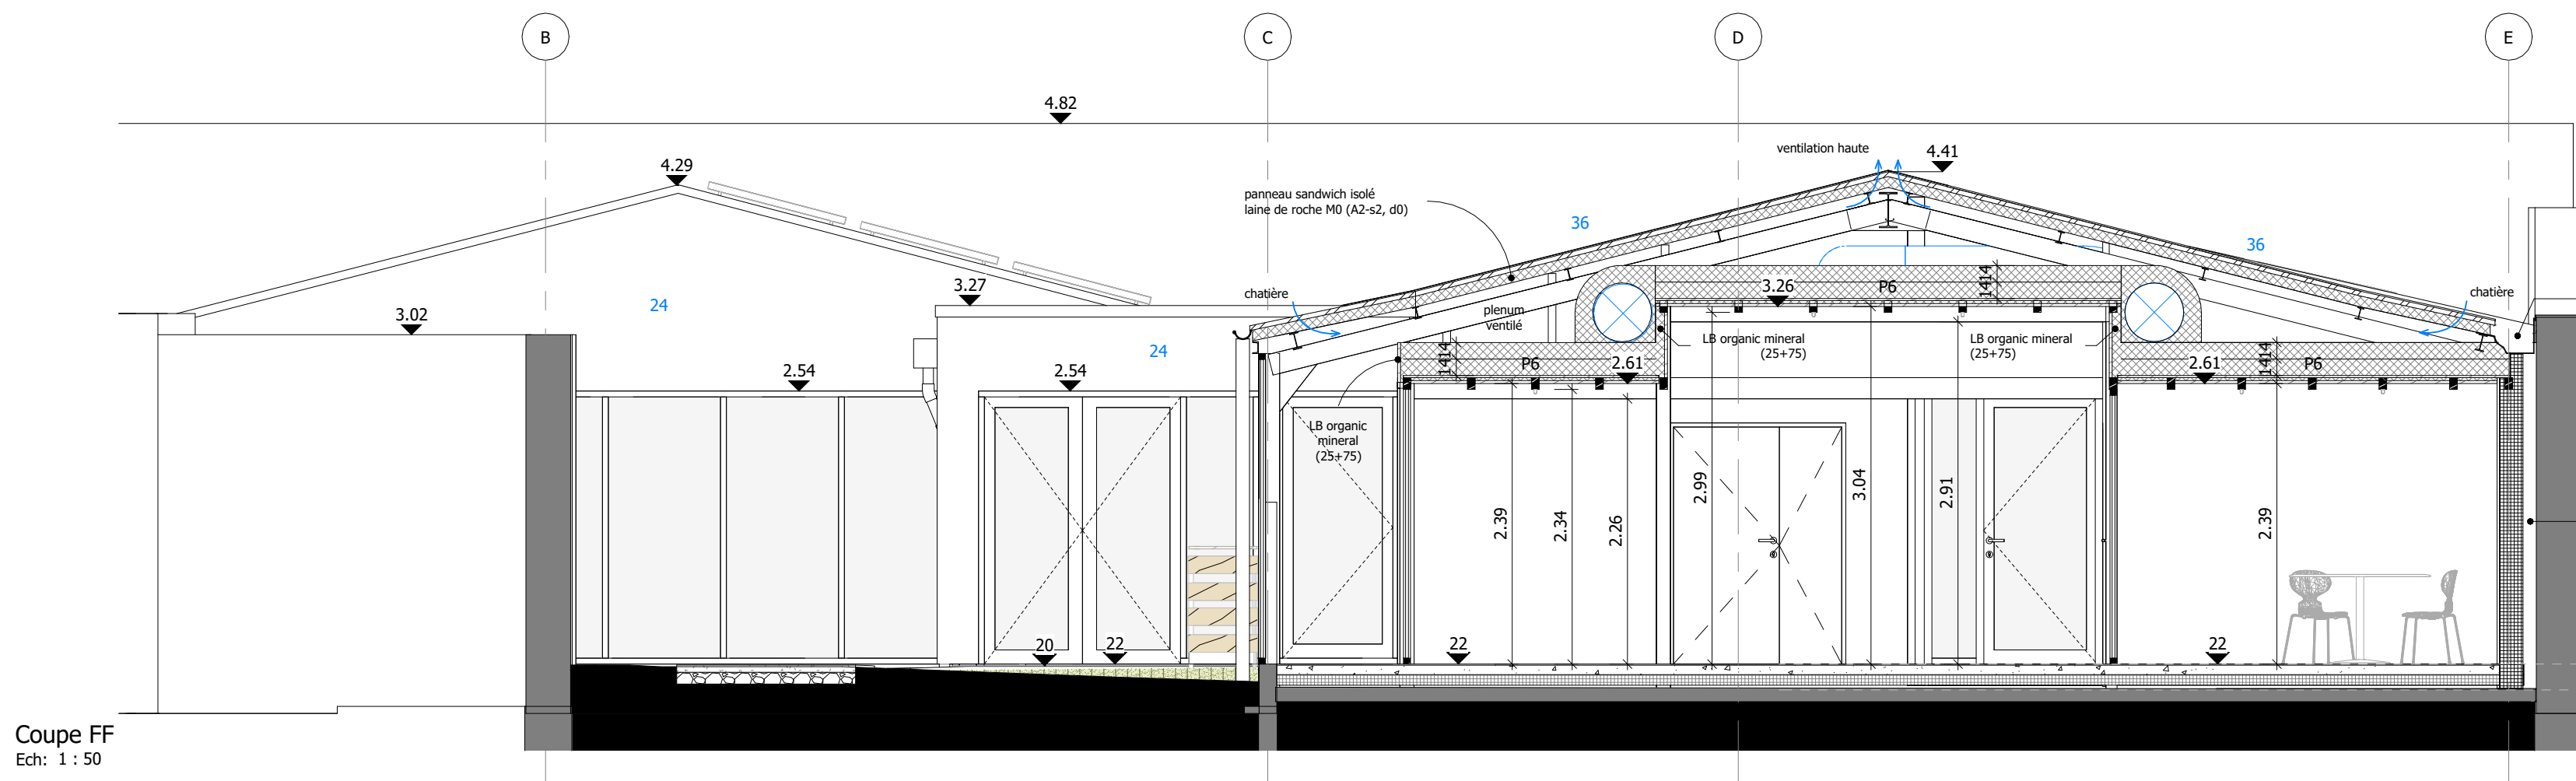 B
C
D
E
4.82
4.29
ventilation haute
4.41
panneau sandwich isolé
laine de roche M0 (A2-s2, d0)
36
36
24
3.02
3.27
chatière
3.26
P6
1414
chatière
plenum
ventilé
LB organic mineral
(25+75)
LB organic mineral
(25+75)
24
2.54
2.54
1414
P6
2.61
2.61
1414
P6
LB organic
mineral
(25+75)
2.39
2.34
2.26
2.99
3.04
2.91
2.39
20
22
22
22
Coupe FF
Ech: 1 : 50